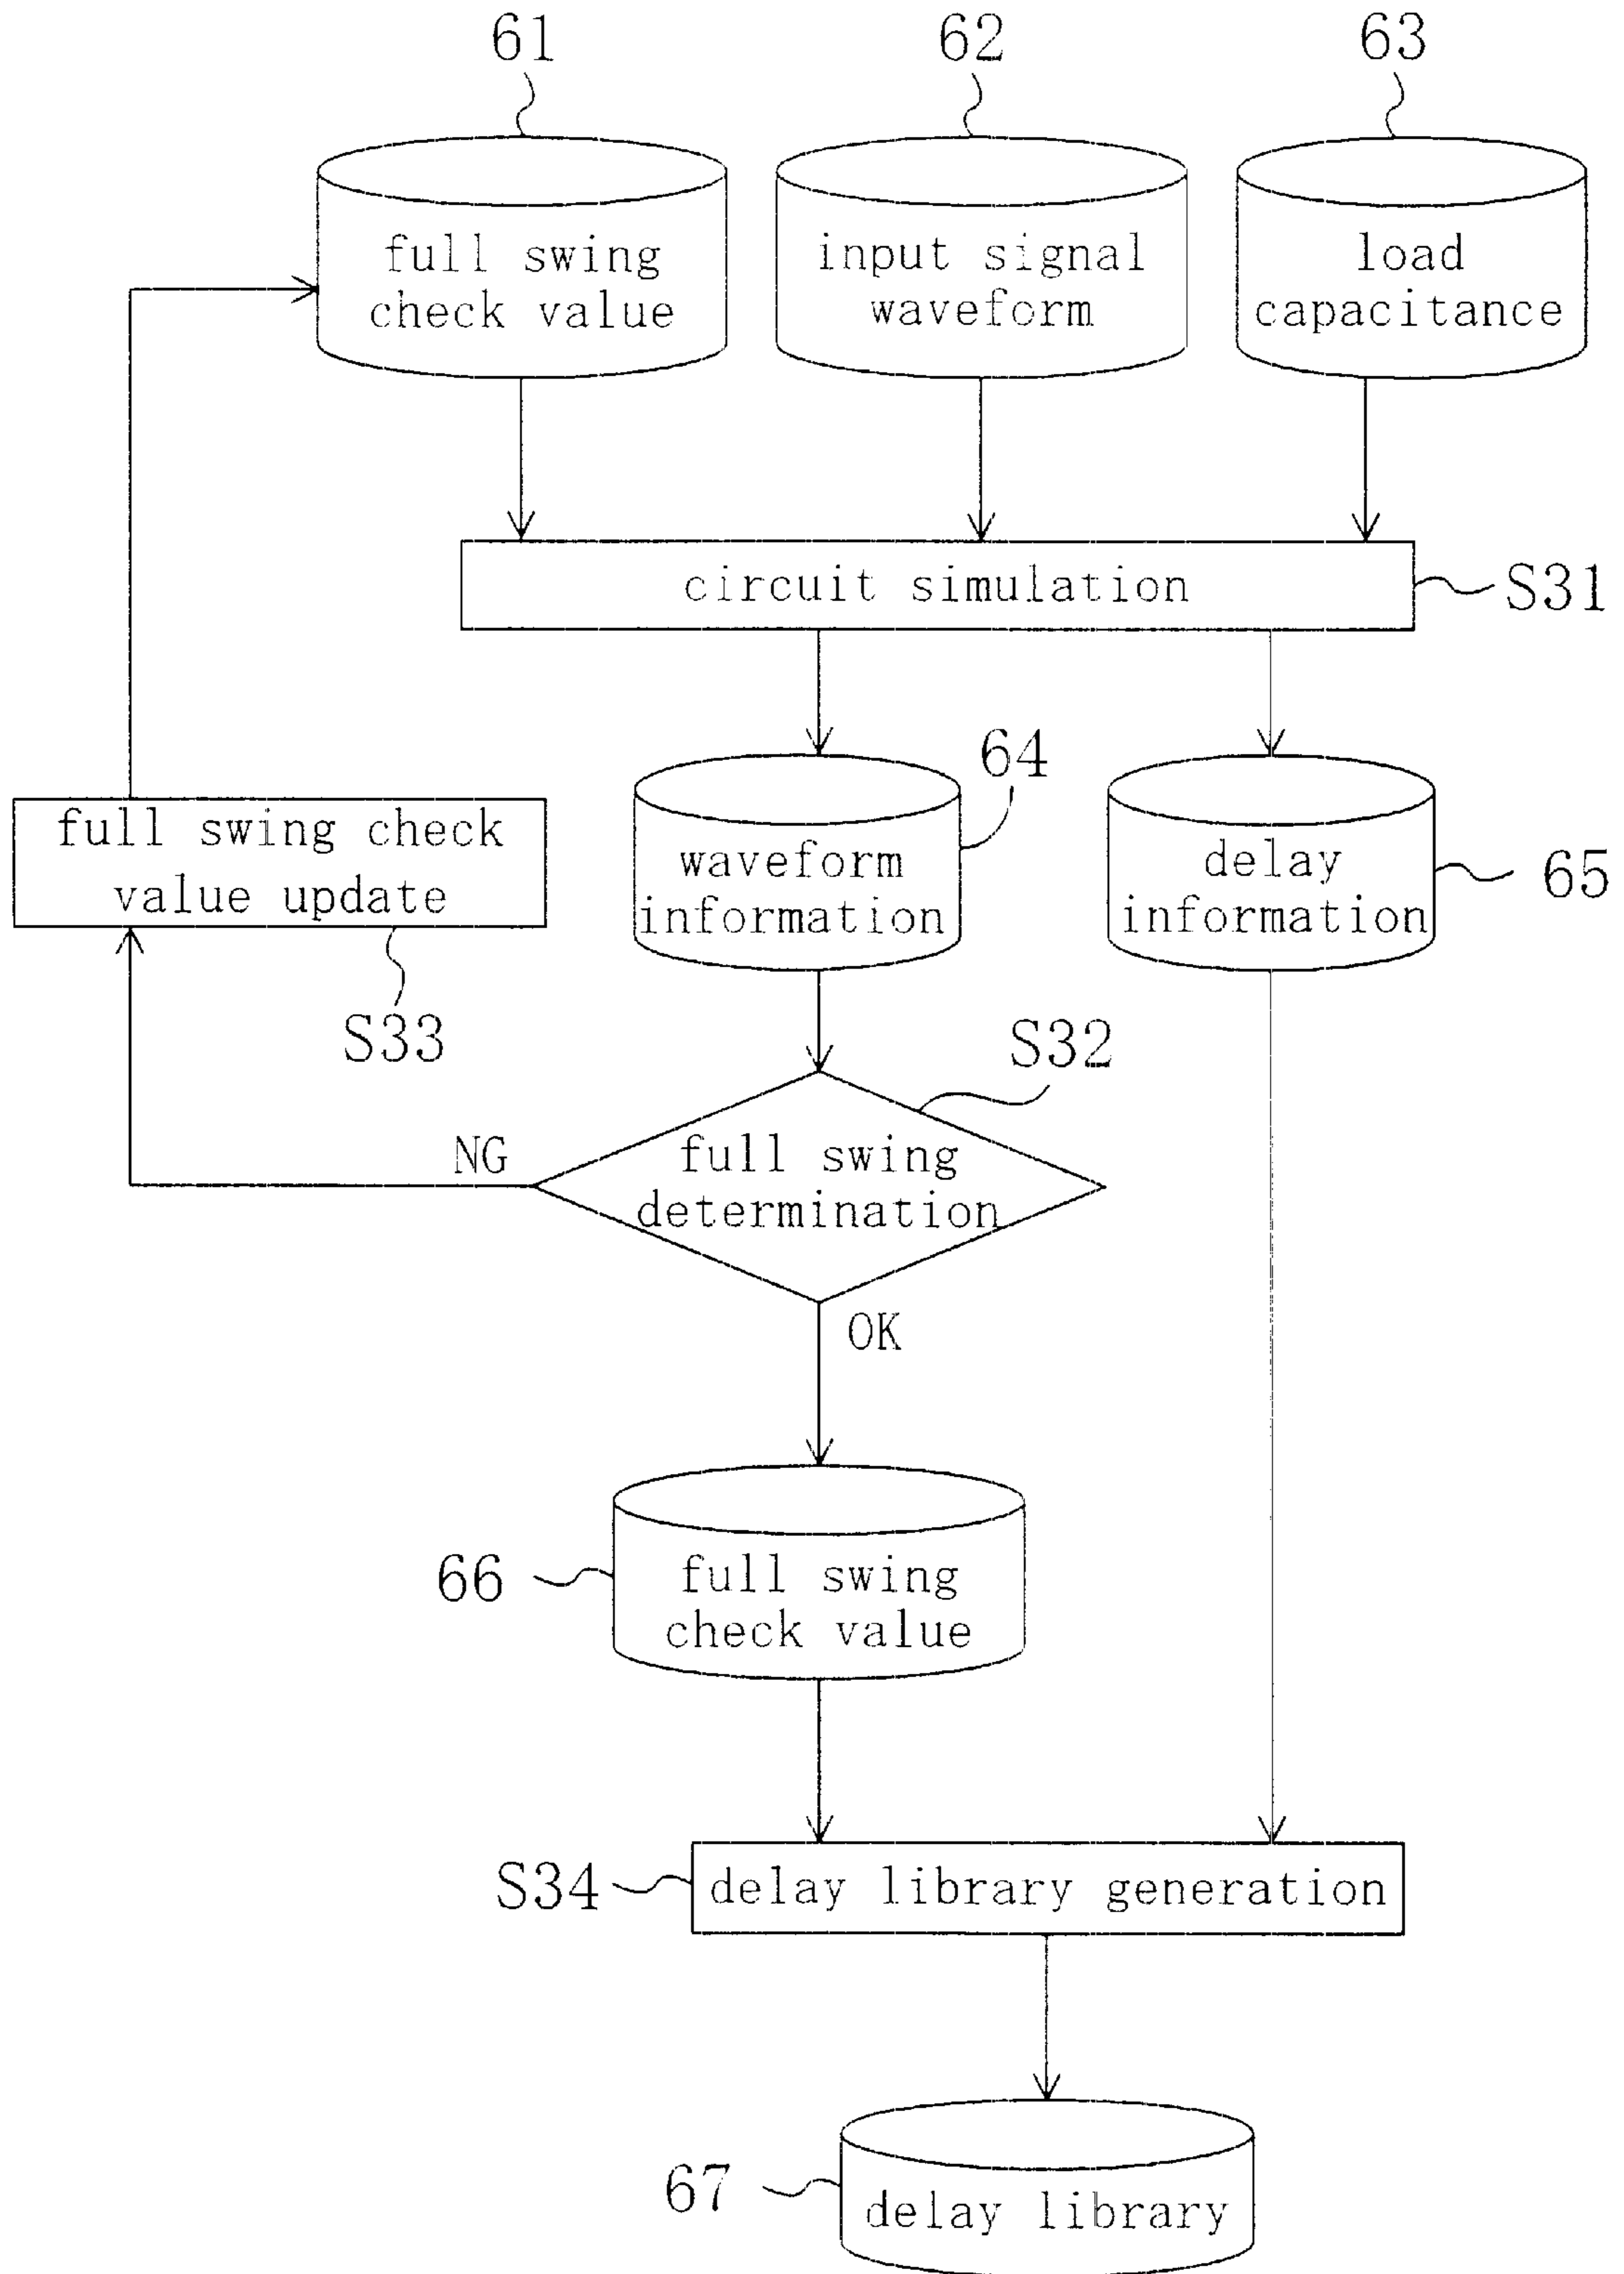 61
62
63
full swing
check value
input signal
waveform
load
capacitance
circuit simulation
S31
64
full swing check
value update
waveform
information
delay
information
65
S33
S32
NG
full swing
determination
OK
66
full swing
check value
S34
delay library generation
67
delay library